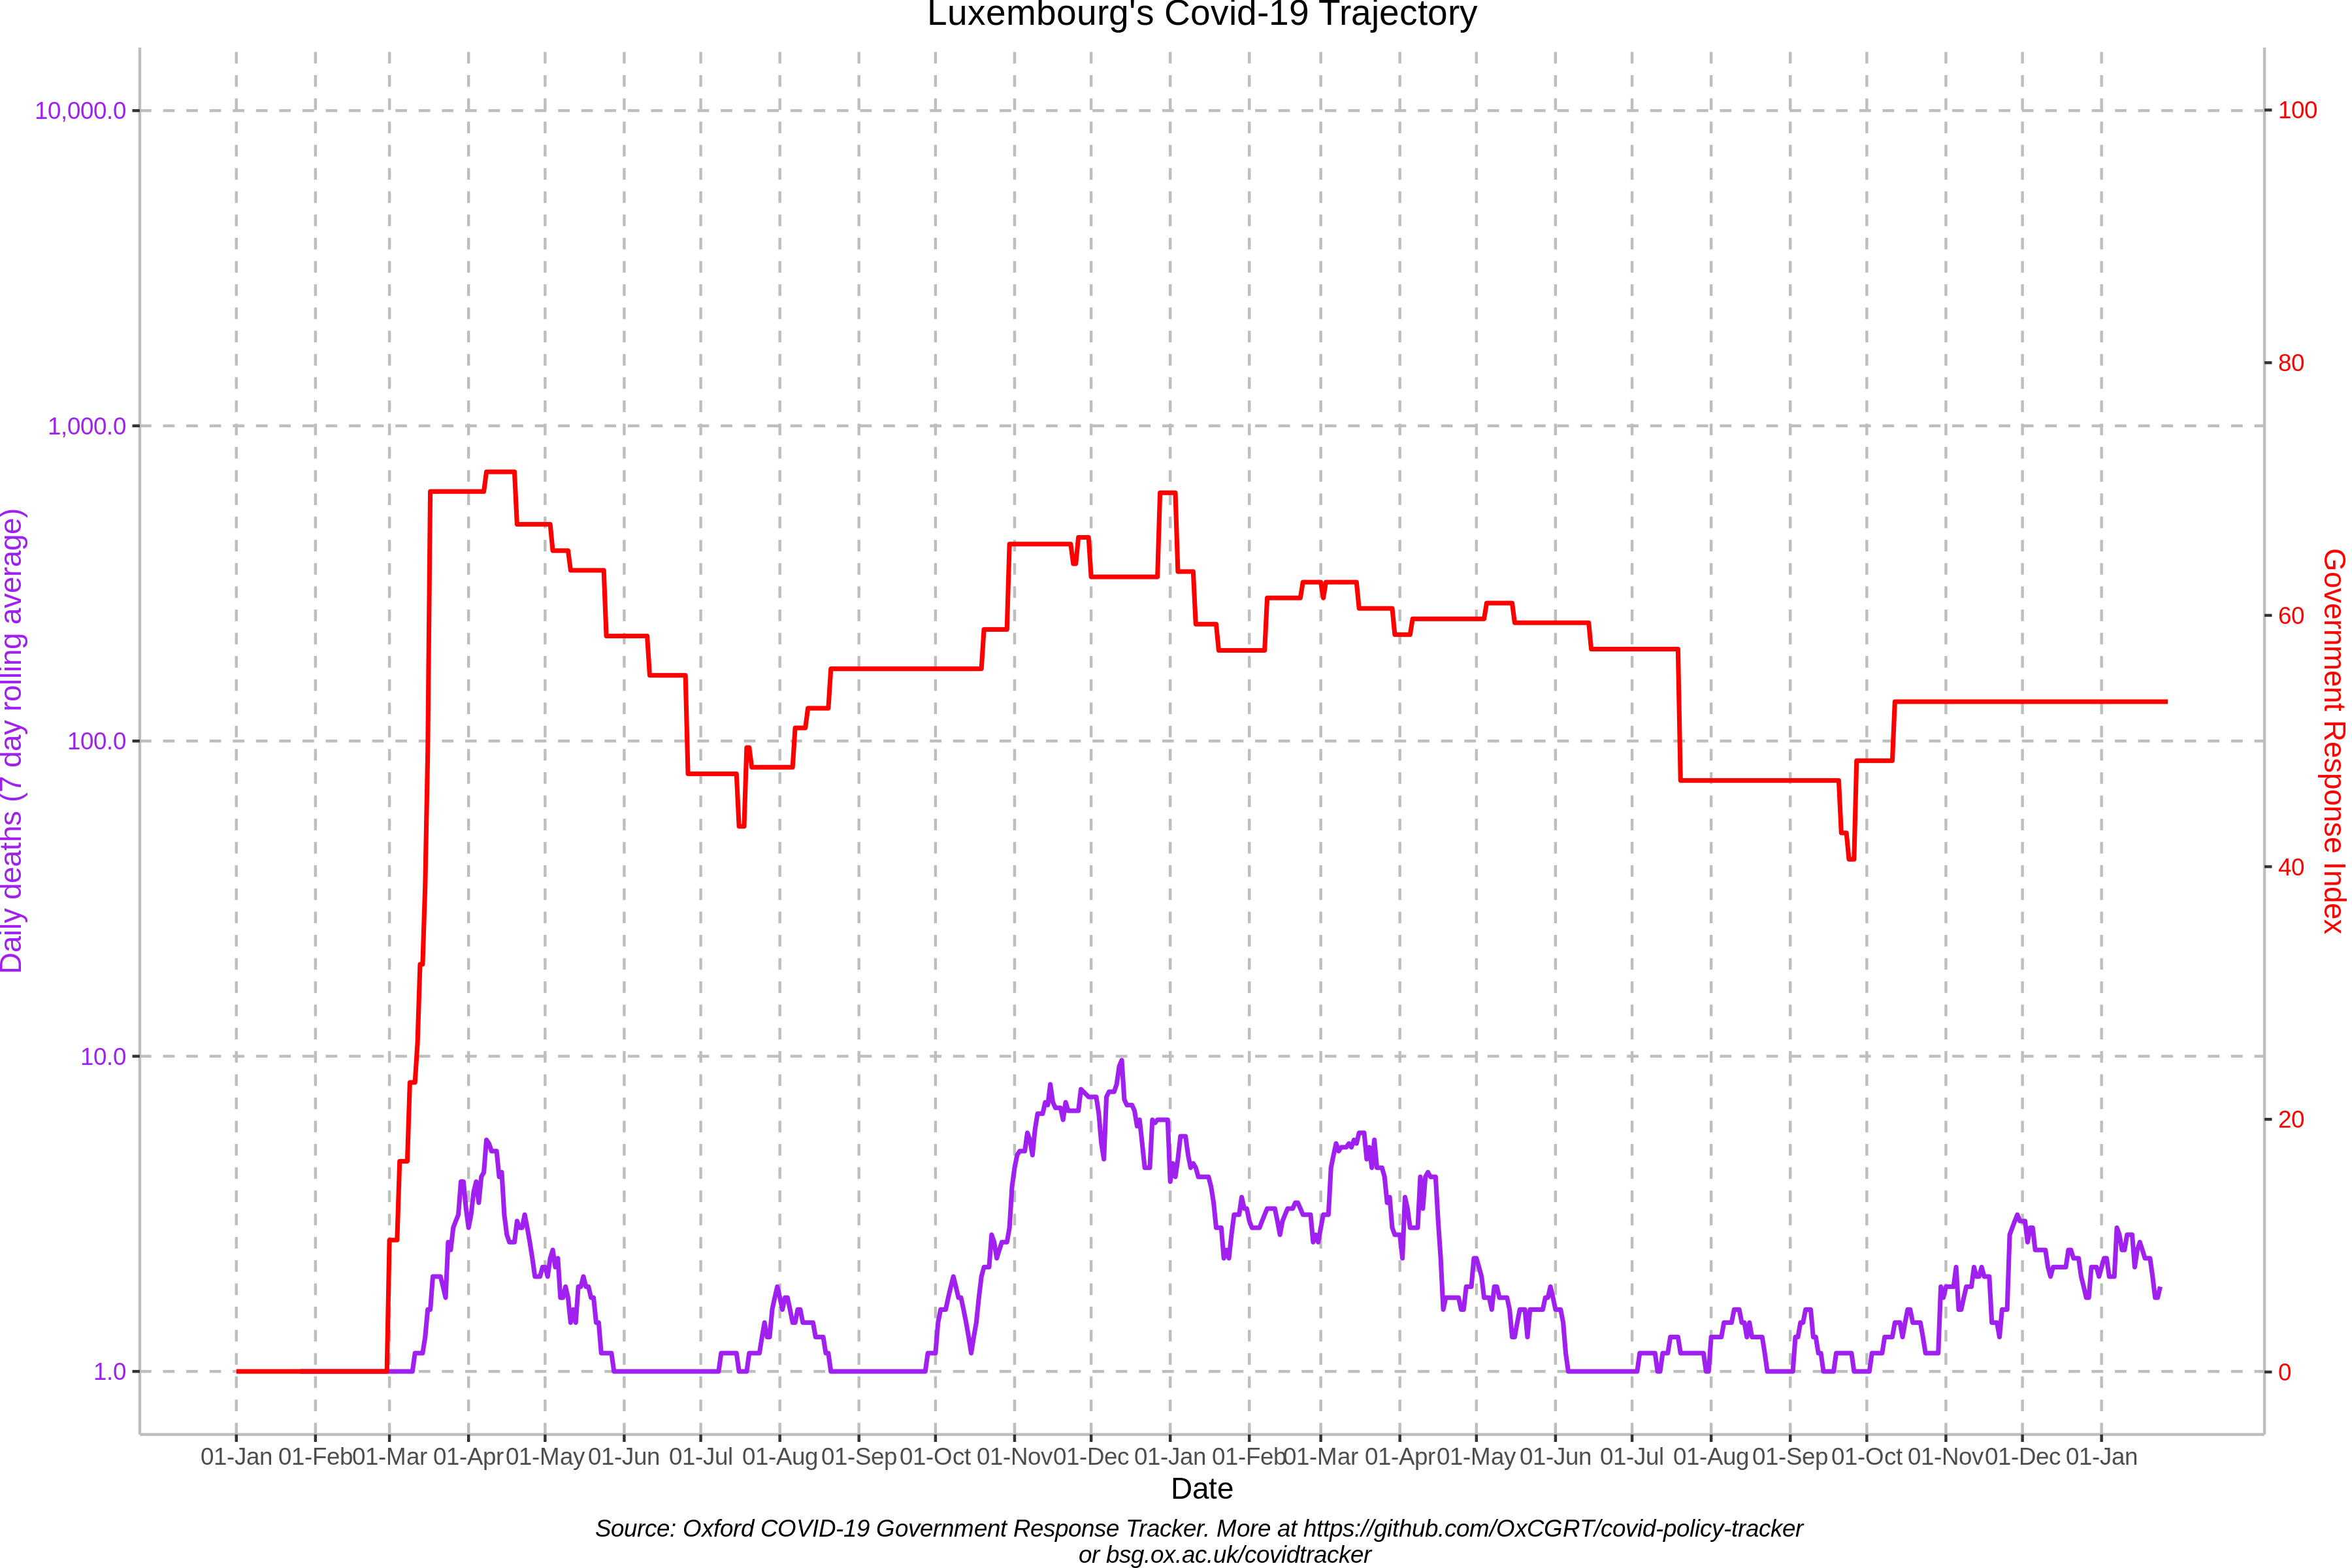 Luxembourg's Covid-19 Trajectory
10,000.0
1,000.0
100.0
10.0
1.0
Daily deaths (7 day rolling average)
100
80
60
40
20
0
Government Response Index
01-Jan 01-Feb 01-Mar 01-Apr 01-May 01-Jun 01-Jul 01-Aug 01-Sep 01-Oct 01-Nov 01-Dec 01-Jan 01-Feb 01-Mar 01-Apr 01-May 01-Jun 01-Jul 01-Aug 01-Sep 01-Oct 01-Nov 01-Dec 01-Jan
Date
Source: Oxford COVID-19 Government Response Tracker. More at https://github.com/OxCGRT/covid-policy-tracker
or bsg.ox.ac.uk/covidtracker